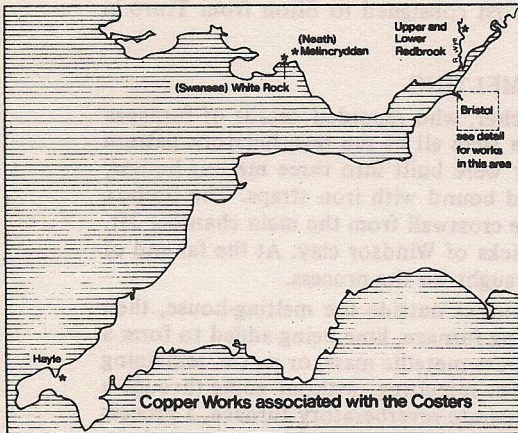 (Neath)
Melincryddan
(Swansea) White Rock
Upper and
Lower
Redbrook
R. Wye
Bristol
see detail
for works
in this area
Hayle
Copper Works associated with the Costers